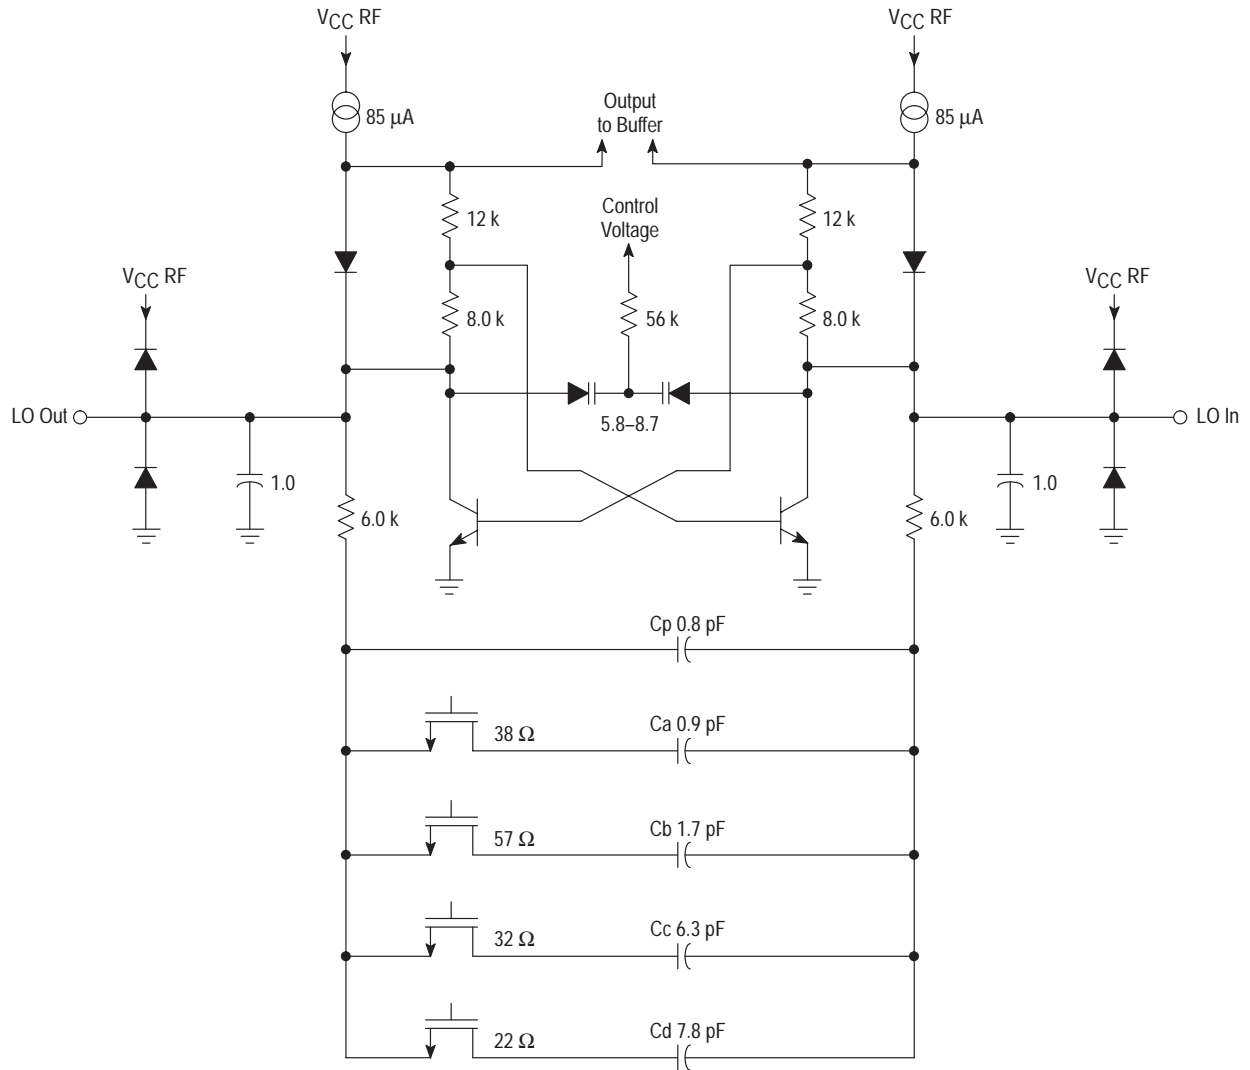 VCC RF
VCC RF
85 µA
Output
to Buffer
85 µA
12 k
Control
Voltage
12 k
VCC RF
VCC RF
8.0 k
56 k
8.0 k
LO Out
5.8–8.7
LO In
1.0
1.0
6.0 k
6.0 k
Cp 0.8 pF
38 Ω
Ca 0.9 pF
57 Ω
Cb 1.7 pF
32 Ω
Cc 6.3 pF
22 Ω
Cd 7.8 pF